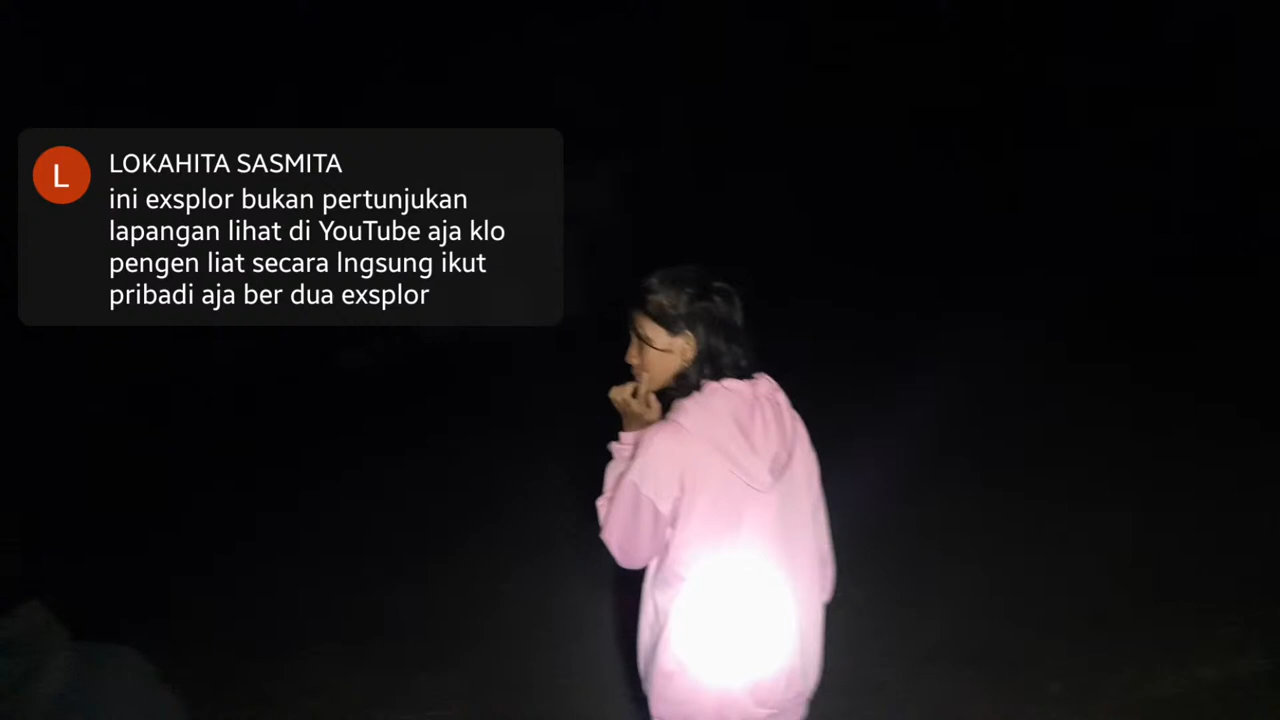 L
LOKAHITA SASMITA
ini exsplor bukan pertunjukan
lapangan lihat di YouTube aja klo
pengen liat secara lngsung ikut
pribadi aja ber dua exsplor